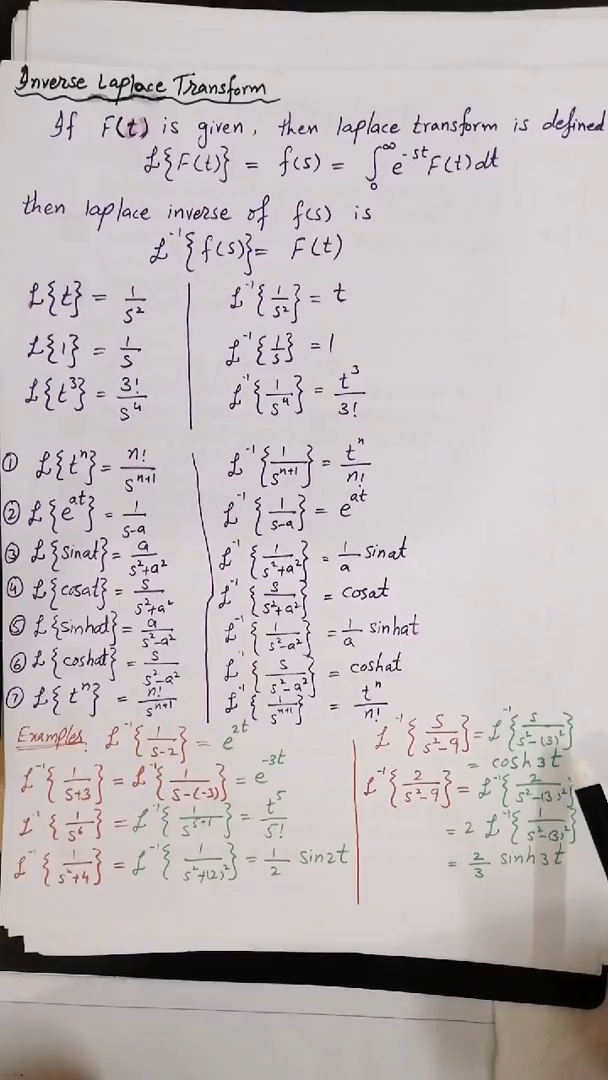 Inverse Laplace Transform
If F(t) is given, then laplace transform is defined
ℒ{F(t)} = f(s) = ∫₀^∞ e^-st F(t)dt
then laplace inverse of f(s) is
ℒ⁻¹{f(s)} = F(t)
ℒ{t} = 1/s² ℒ⁻¹{1/s²} = t
ℒ{1} = 1/s ℒ⁻¹{1/s} = 1
ℒ{t³} = 3!/s⁴ ℒ⁻¹{1/s⁴} = t³/3!
① ℒ{tⁿ} = n!/sⁿ⁺¹ ℒ⁻¹{1/sⁿ⁺¹} = tⁿ/n!
② ℒ{e^at} = 1/(s-a) ℒ⁻¹{1/(s-a)} = e^at
③ ℒ{sinat} = a/(s²+a²) ℒ⁻¹{1/(s²+a²)} = 1/a sinat
④ ℒ{cosat} = s/(s²+a²) ℒ⁻¹{s/(s²+a²)} = cosat
⑤ ℒ{sinhat} = a/(s²-a²) ℒ⁻¹{1/(s²-a²)} = 1/a sinhat
⑥ ℒ{coshat} = s/(s²-a²) ℒ⁻¹{s/(s²-a²)} = coshat
⑦ ℒ{tⁿ} = n!/sⁿ⁺¹ ℒ⁻¹{1/sⁿ⁺¹} = tⁿ/n!
Examples. ℒ⁻¹{1/(s-2)} = e^2t
ℒ⁻¹{1/(s+3)} = ℒ⁻¹{1/(s-(-3))} = e^-3t
ℒ⁻¹{1/s⁶} = ℒ⁻¹{1/s⁵⁺¹} = t⁵/5!
ℒ⁻¹{1/(s²+4)} = ℒ⁻¹{1/(s²+(2)²)} = 1/2 sin2t
ℒ⁻¹{s/(s²-9)} = ℒ⁻¹{s/(s²-(3)²)}
= cosh3t
ℒ⁻¹{2/(s²-9)} = ℒ⁻¹{2/(s²-(3)²)}
= 2 ℒ⁻¹{1/(s²-(3)²)}
= 2/3 sinh3t